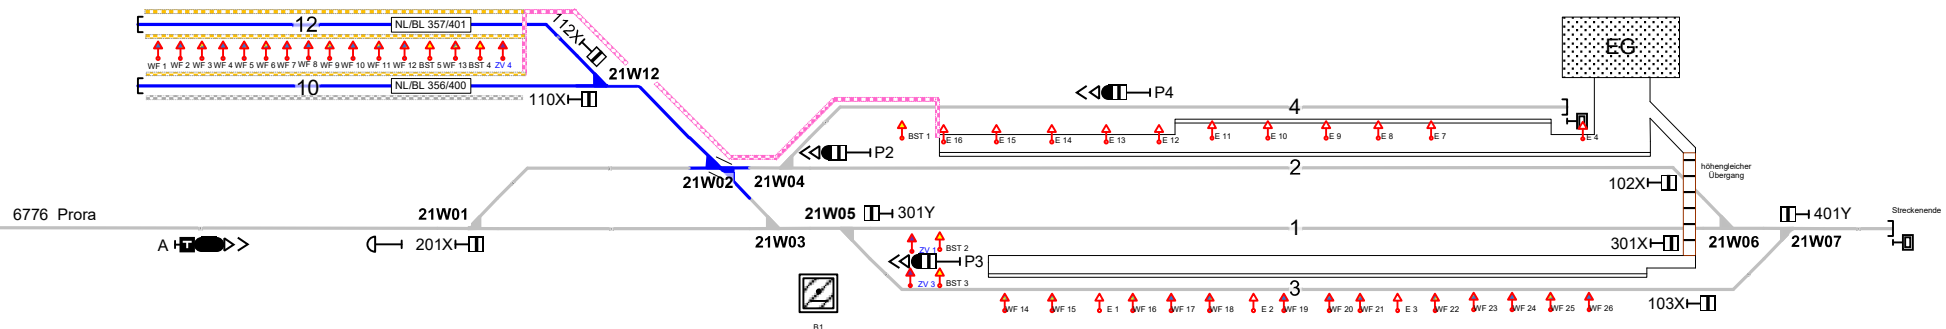 12
NL/BL 357/401
112X
EG
WF 1 WF 2 WF 3 WF 4 WF 5 WF 6 WF 7 WF 8 WF 9 WF 10 WF 11 WF 12 BST 5 WF 13 BST 4 ZV 4
21W12
10
NL/BL 356/400
110X
P4
4
BST 1 E 16 E 15 E 14 E 13 E 12 E 11 E 10 E 9 E 8 E 7 E 4
P2
21W02 21W04
2
102X
höhengleicher
Übergang
6776 Prora
21W01
21W05
301Y
401Y
Streckenende
A
201X
21W03
1
301X
21W06
21W07
ZV 1 BST 2
P3
ZV 3 BST 3
3
103X
WF 14 WF 15 E 1 WF 16 WF 17 WF 18 E 2 WF 19 WF 20 WF 21 E 3 WF 22 WF 23 WF 24 WF 25 WF 26
B1